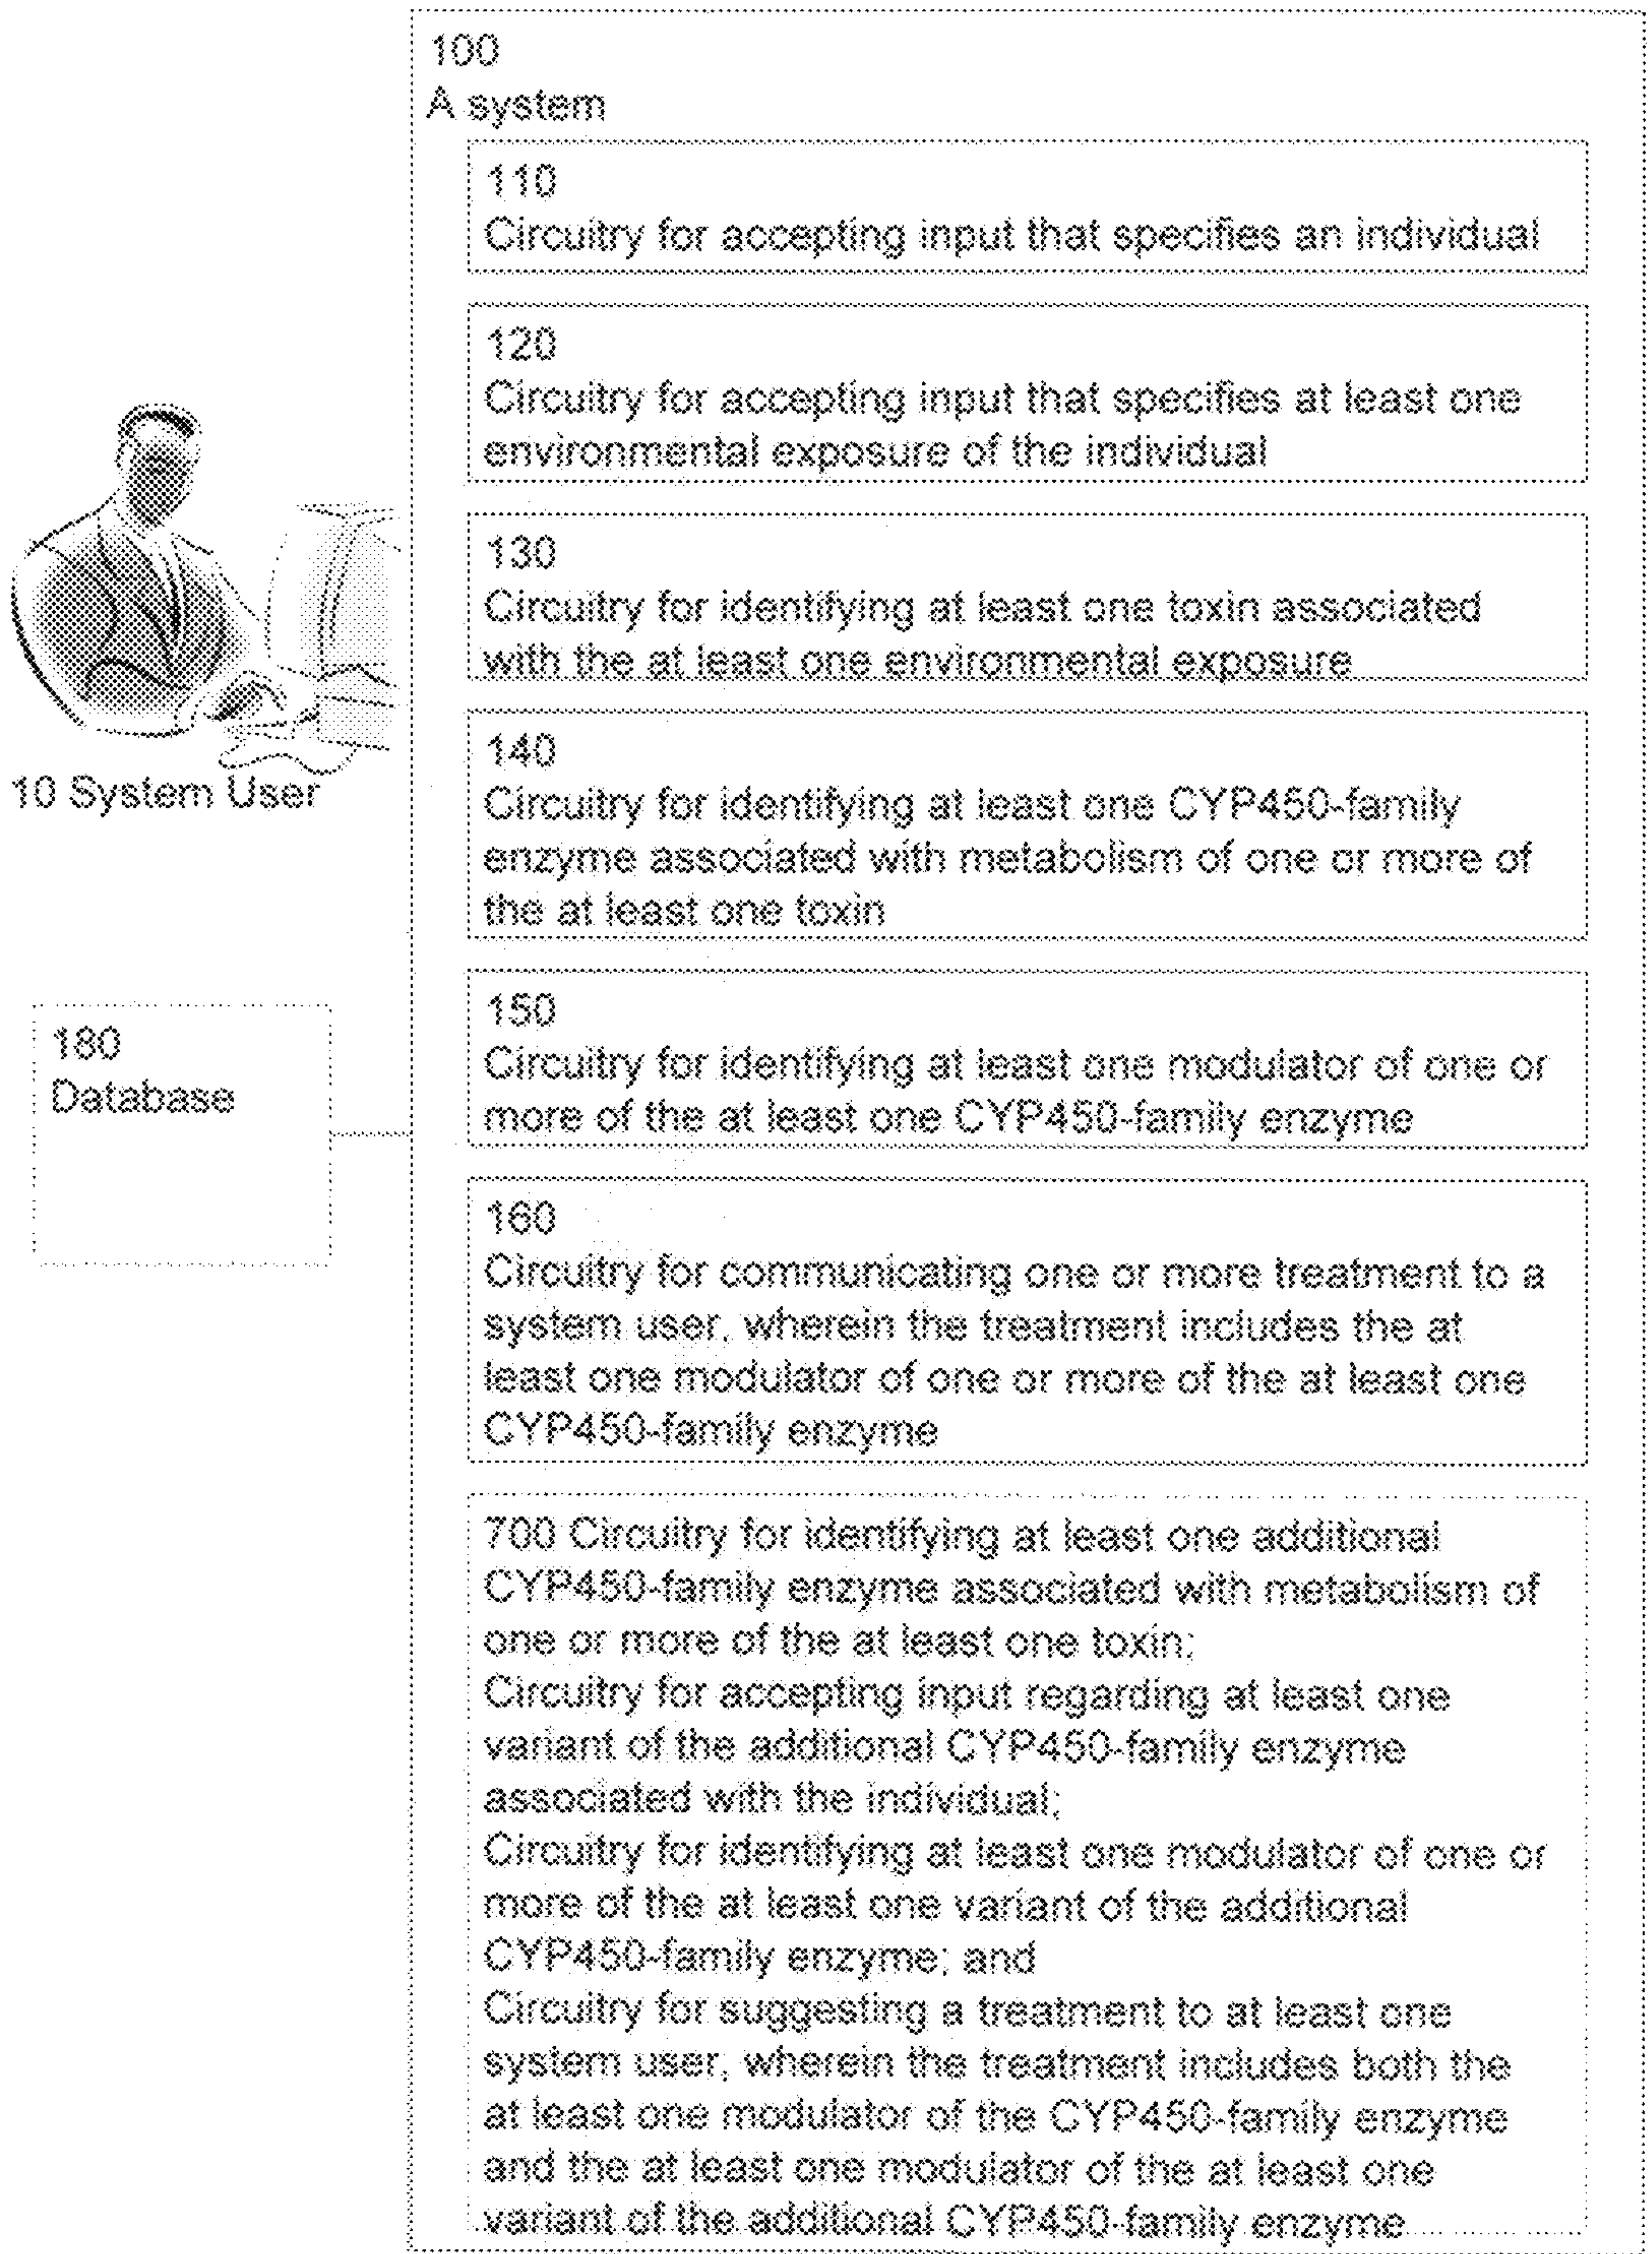 100
A system
110
Circuitry for accepting input that specifies an individual
120
Circuitry for accepting input that specifies at least one
environmental exposure of the individual
130
Circuitry for identifying at least one toxin associated
with the at least one environmental exposure
10 System User
140
Circuitry for identifying at least one CYP450-family
enzyme associated with metabolism of one or more of
the at least one toxin
180
Database
150
Circuitry for identifying at least one modulator of one or
more of the at least one CYP450-family enzyme
160
Circuitry for communicating one or more treatment to a
system user, wherein the treatment includes the at
least one modulator of one or more of the at least one
CYP450-family enzyme
700 Circuitry for identifying at least one additional
CYP450-family enzyme associated with metabolism of
one or more of the at least one toxin;
Circuitry for accepting input regarding at least one
variant of the additional CYP450-family enzyme
associated with the individual;
Circuitry for identifying at least one modulator of one or
more of the at least one variant of the additional
CYP450-family enzyme; and
Circuitry for suggesting a treatment to at least one
system user, wherein the treatment includes both the
at least one modulator of the CYP450-family enzyme
and the at least one modulator of the at least one
variant of the additional CYP450-family enzyme